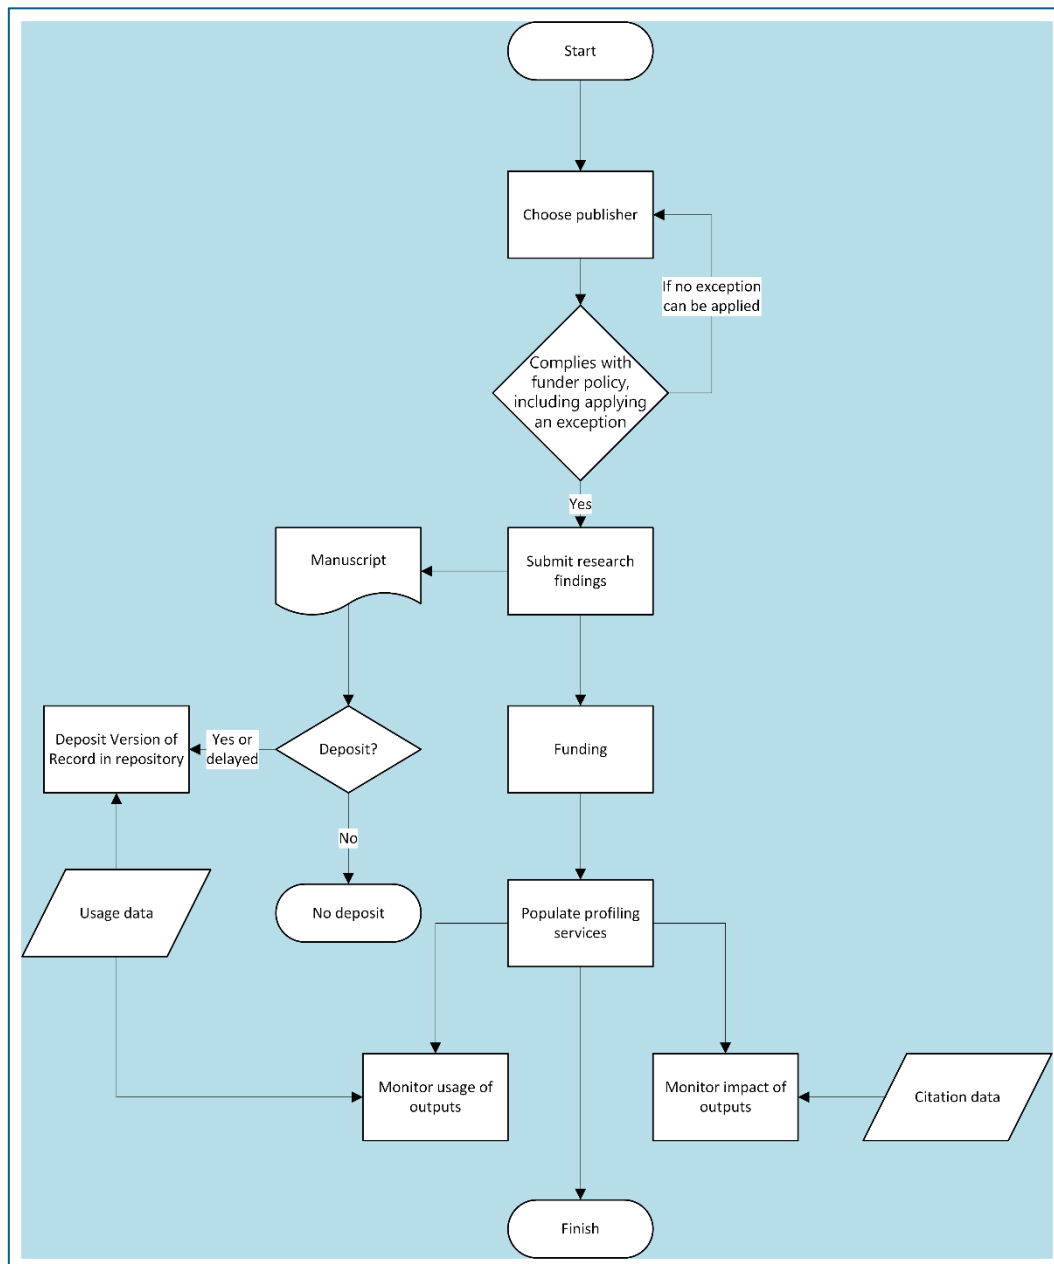 Start
Choose publisher
If no exception
can be applied
Complies with
funder policy,
including applying
an exception
Yes
Manuscript
Submit research
findings
Deposit Version of
Record in repository
Yes or
delayed
Deposit?
Funding
No
Usage data
No deposit
Populate profiling
services
Monitor usage of
outputs
Monitor impact of
outputs
Citation data
Finish